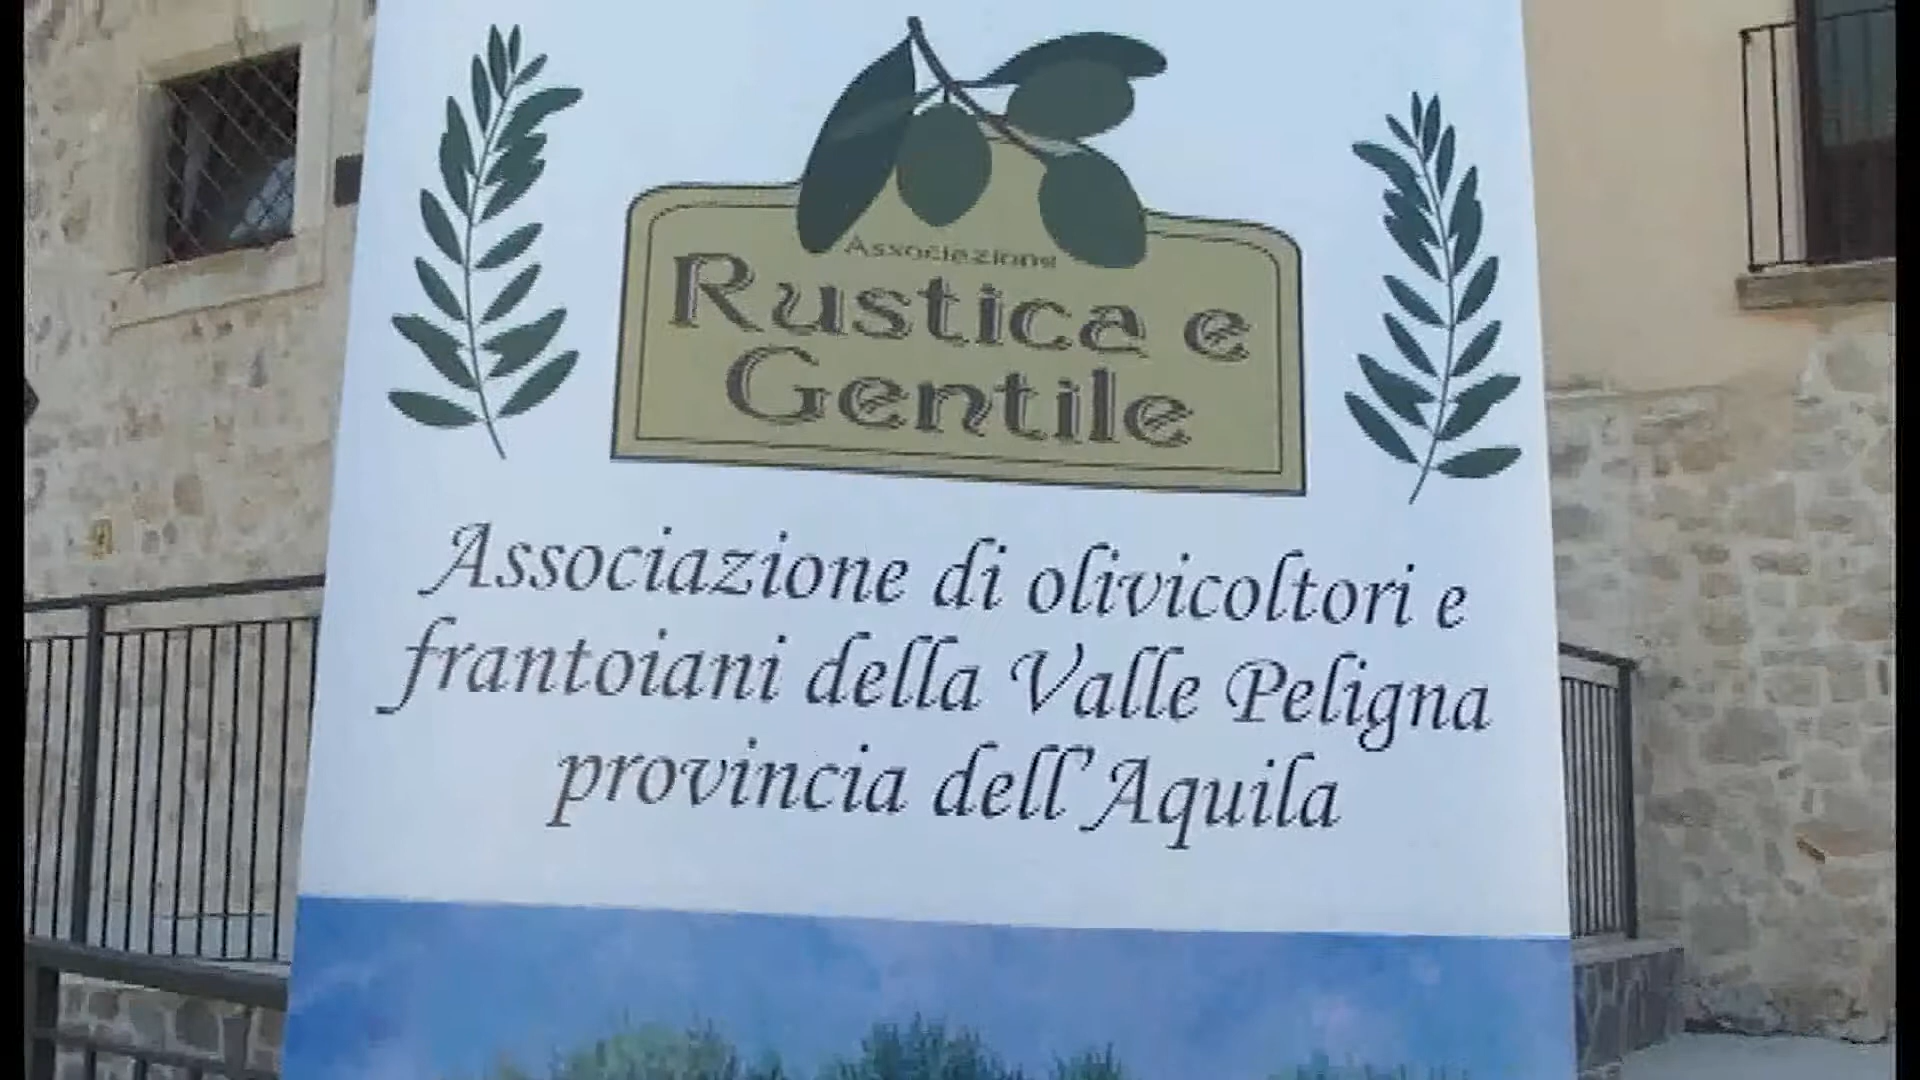 Associazione
Rustica e
Gentile
Associazione di olivicoltori e
frantoiani della Valle Peligna
provincia dell'Aquila